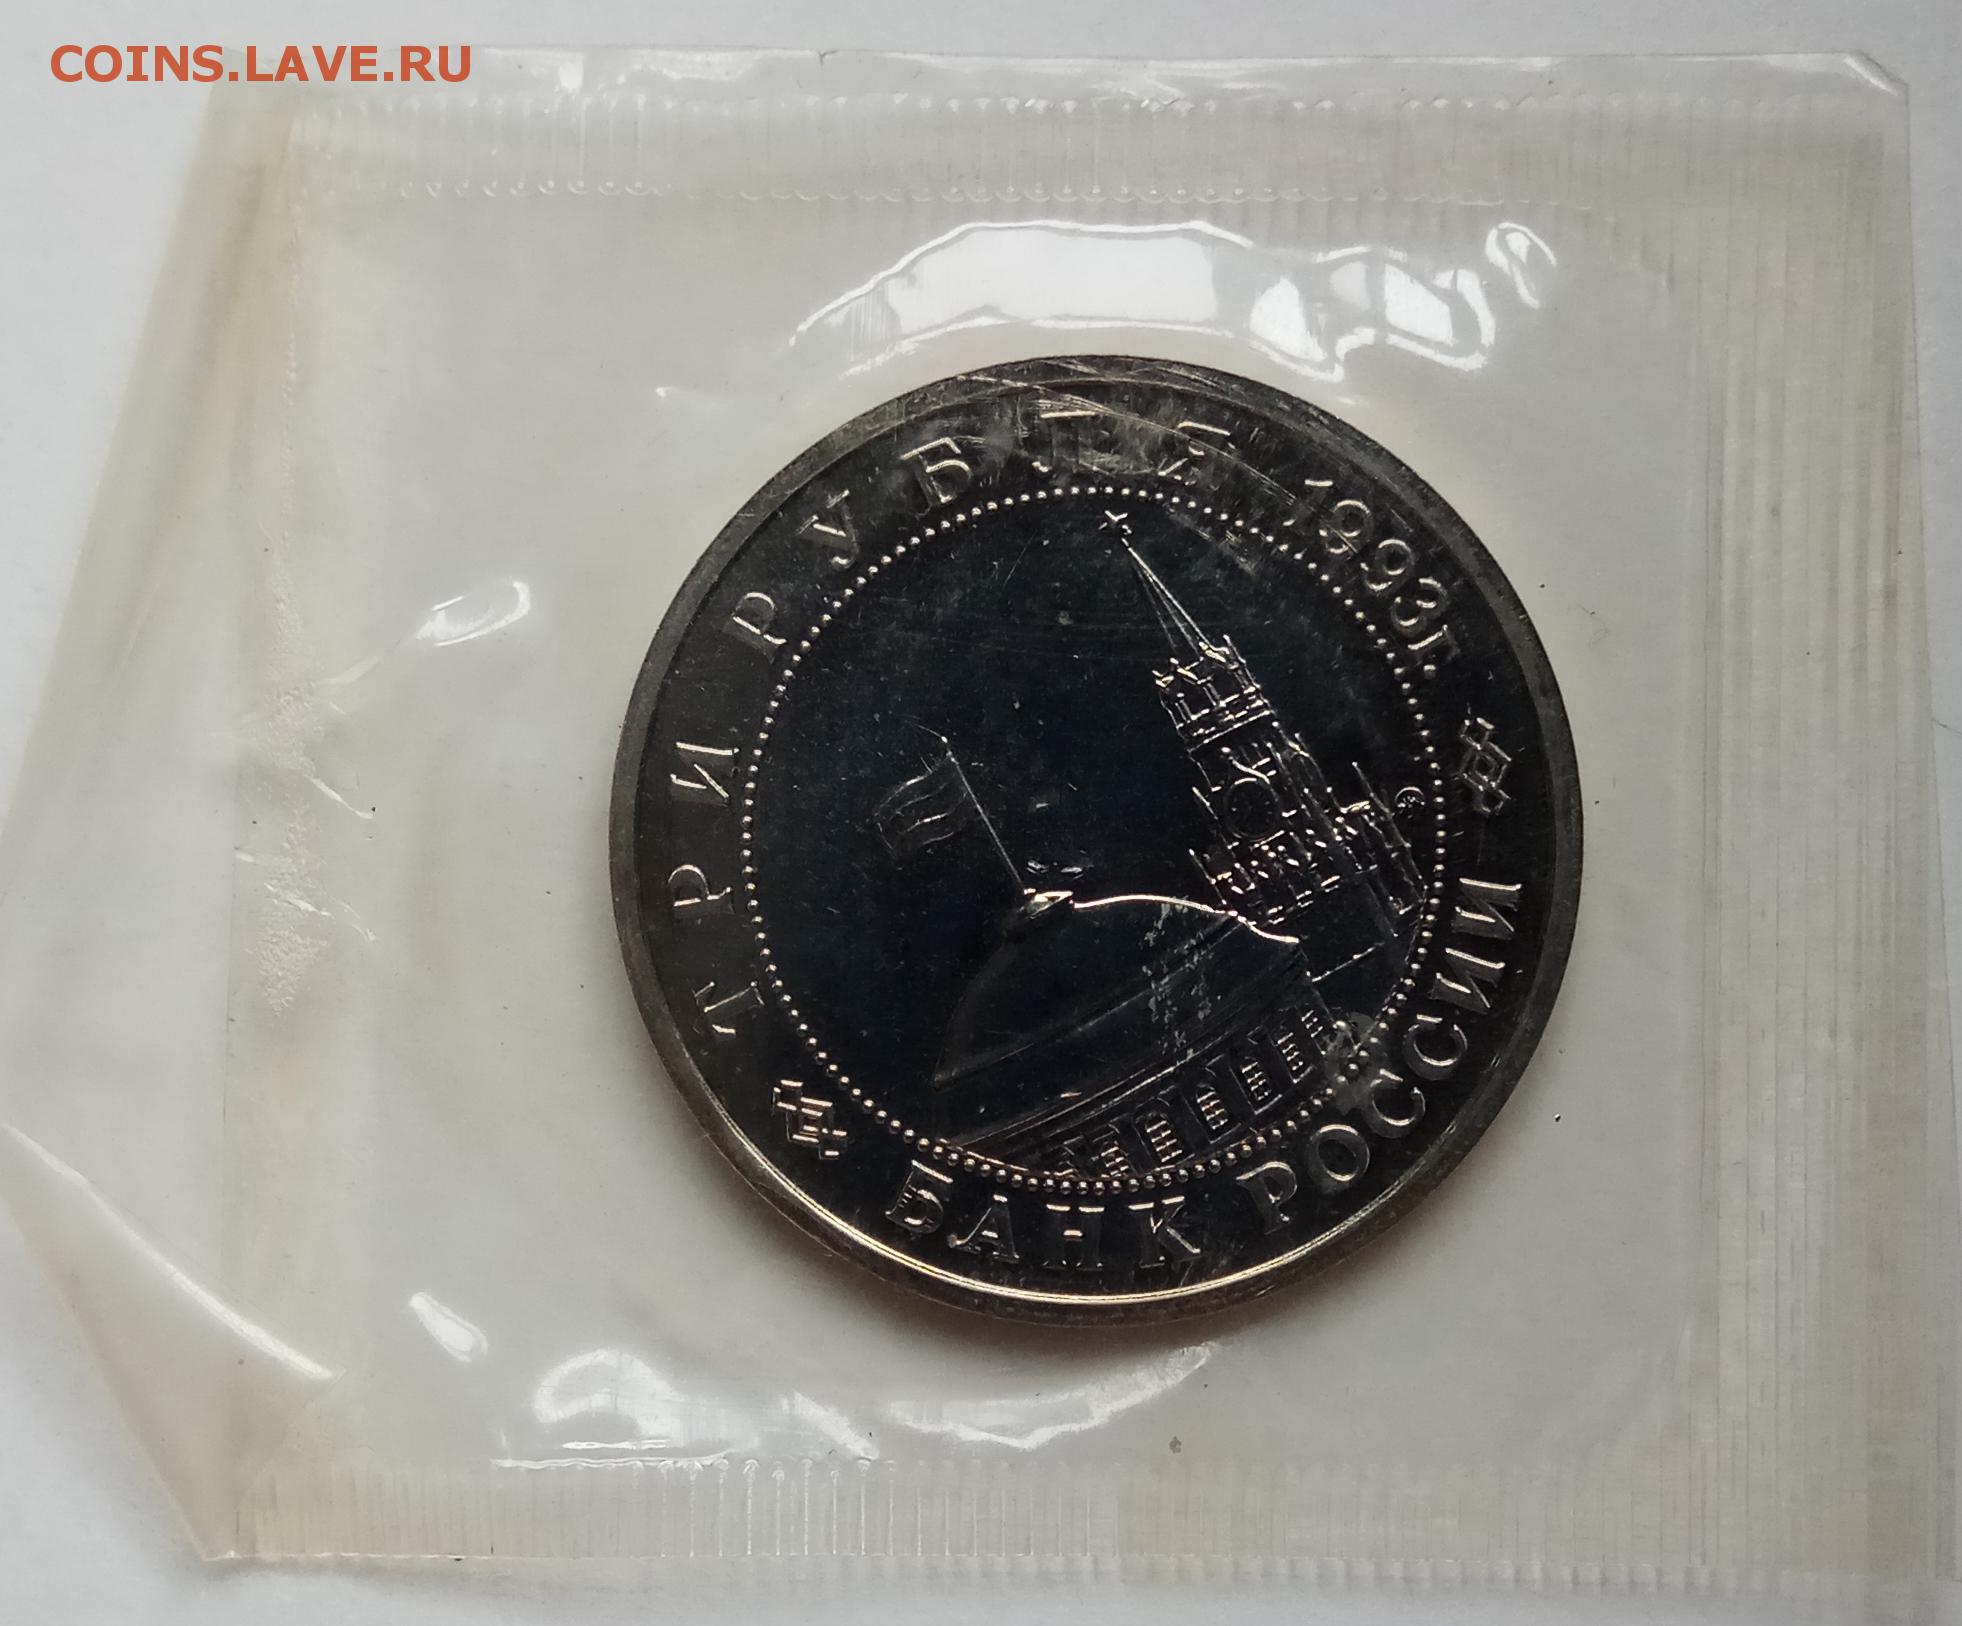 COINS.LAVE.RU
ТРИ РУБЛЯ 1993г.
БАНК РОССИИ